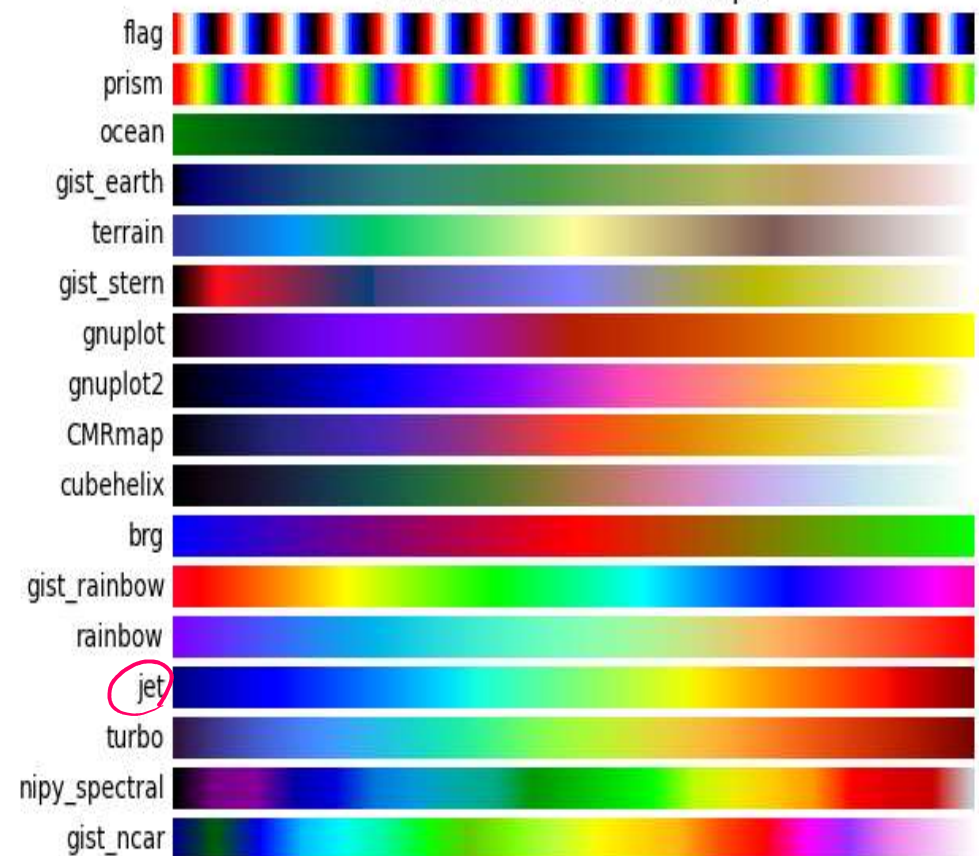 flag
prism
ocean
gist_earth
terrain
gist_stern
gnuplot
gnuplot2
CMRmap
cubehelix
brg
gist_rainbow
rainbow
jet
turbo
nipy_spectral
gist_ncar